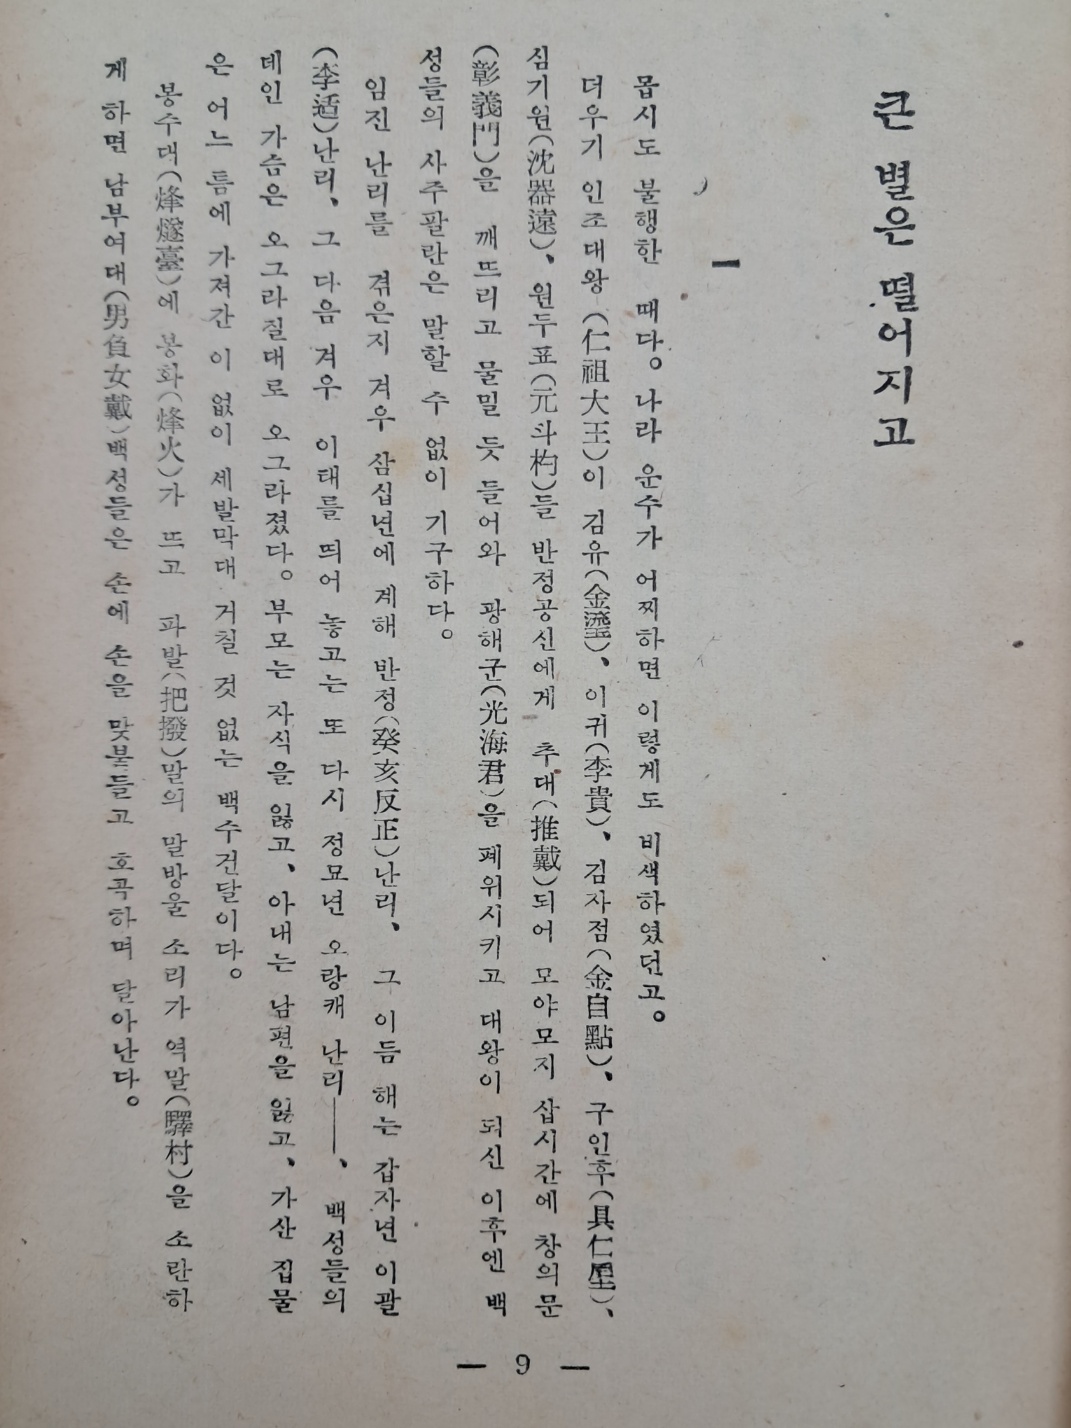 큰 별은 떨어지고
一
몹시도 불행한 때다。나라 운수가 어찌하면 이렇게도 비색하였던고。
더우기 인조대왕(仁祖大王)이 김유(金瀅)、이귀(李貴)、김자점(金自點)、구인후(具仁垕)、
심기원(沈器遠)、원두표(元斗杓)들 반정공신에게 추대(推戴)되어 모야모지 삽시간에 창의문
(彰義門)을 깨뜨리고 물밀 듯 들어와 광해군(光海君)을 폐위시키고 대왕이 되신 이후엔 백
성들의 사주팔란은 말할 수 없이 기구하다。
임진 난리를 겪은지 겨우 삼십년에 계해 반정(癸亥反正)난리、그 이듬 해는 갑자년 이괄
(李适)난리、그 다음 겨우 이태를 띄어 놓고는 또 다시 정묘년 오랑캐 난리──、백성들의
데인 가슴은 오그라질대로 오그라졌다。부모는 자식을 잃고、아내는 남편을 잃고、가산 집물
은 어느 틈에 가져간 이 없이 세발막대 거칠 것 없는 백수건달이다。
봉수대(烽燧臺)에 봉화(烽火)가 뜨고 파발(把撥)말의 말방울 소리가 역말(驛村)을 소란하
게 하면 남부여대(男負女戴)백성들은 손에 손을 맞붙들고 호곡하며 달아난다。
— 9 —